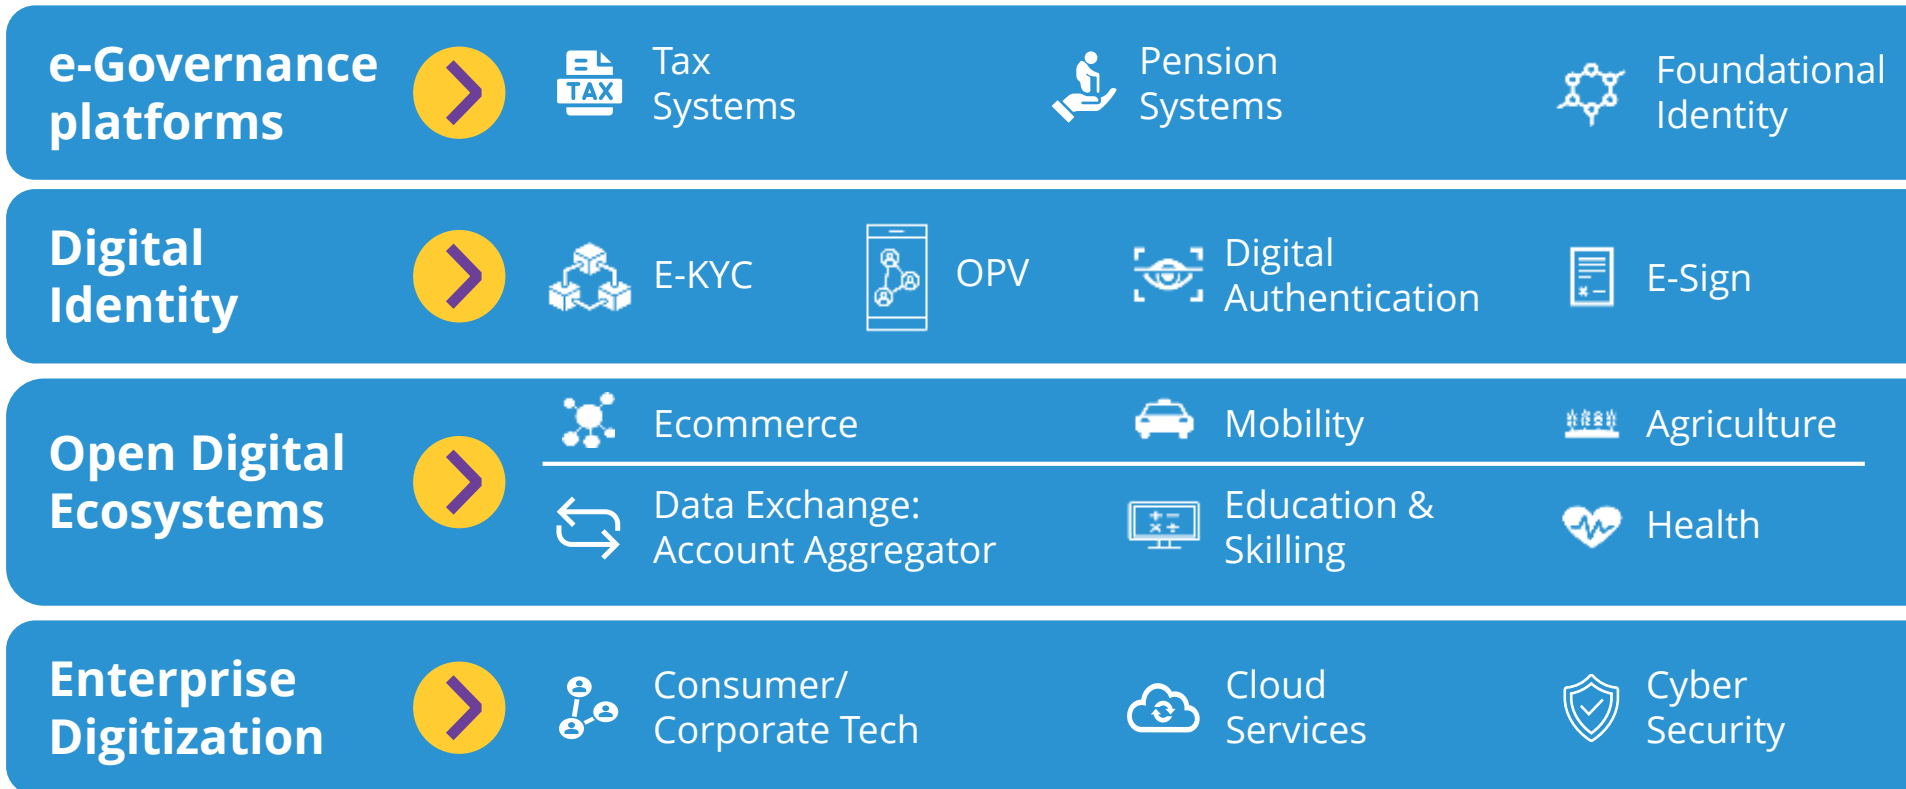 e-Governance
platforms
TAX
Tax
Systems
Pension
Systems
Foundational
Identity
Digital
Identity
E-KYC
OPV
Digital
Authentication
E-Sign
Open Digital
Ecosystems
Ecommerce
Mobility
Agriculture
Data Exchange:
Account Aggregator
Education &
Skilling
Health
Enterprise
Digitization
Consumer/
Corporate Tech
Cloud
Services
Cyber
Security